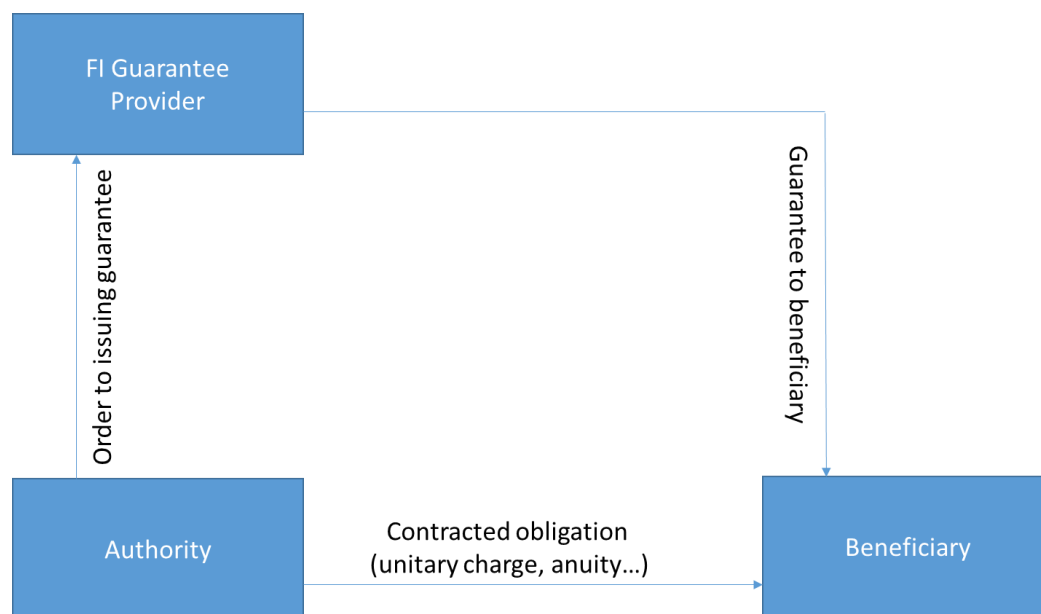 FI Guarantee
Provider
Order to issuing guarantee
Guarantee to beneficiary
Authority
Contracted obligation
(unitary charge, anuity...)
Beneficiary